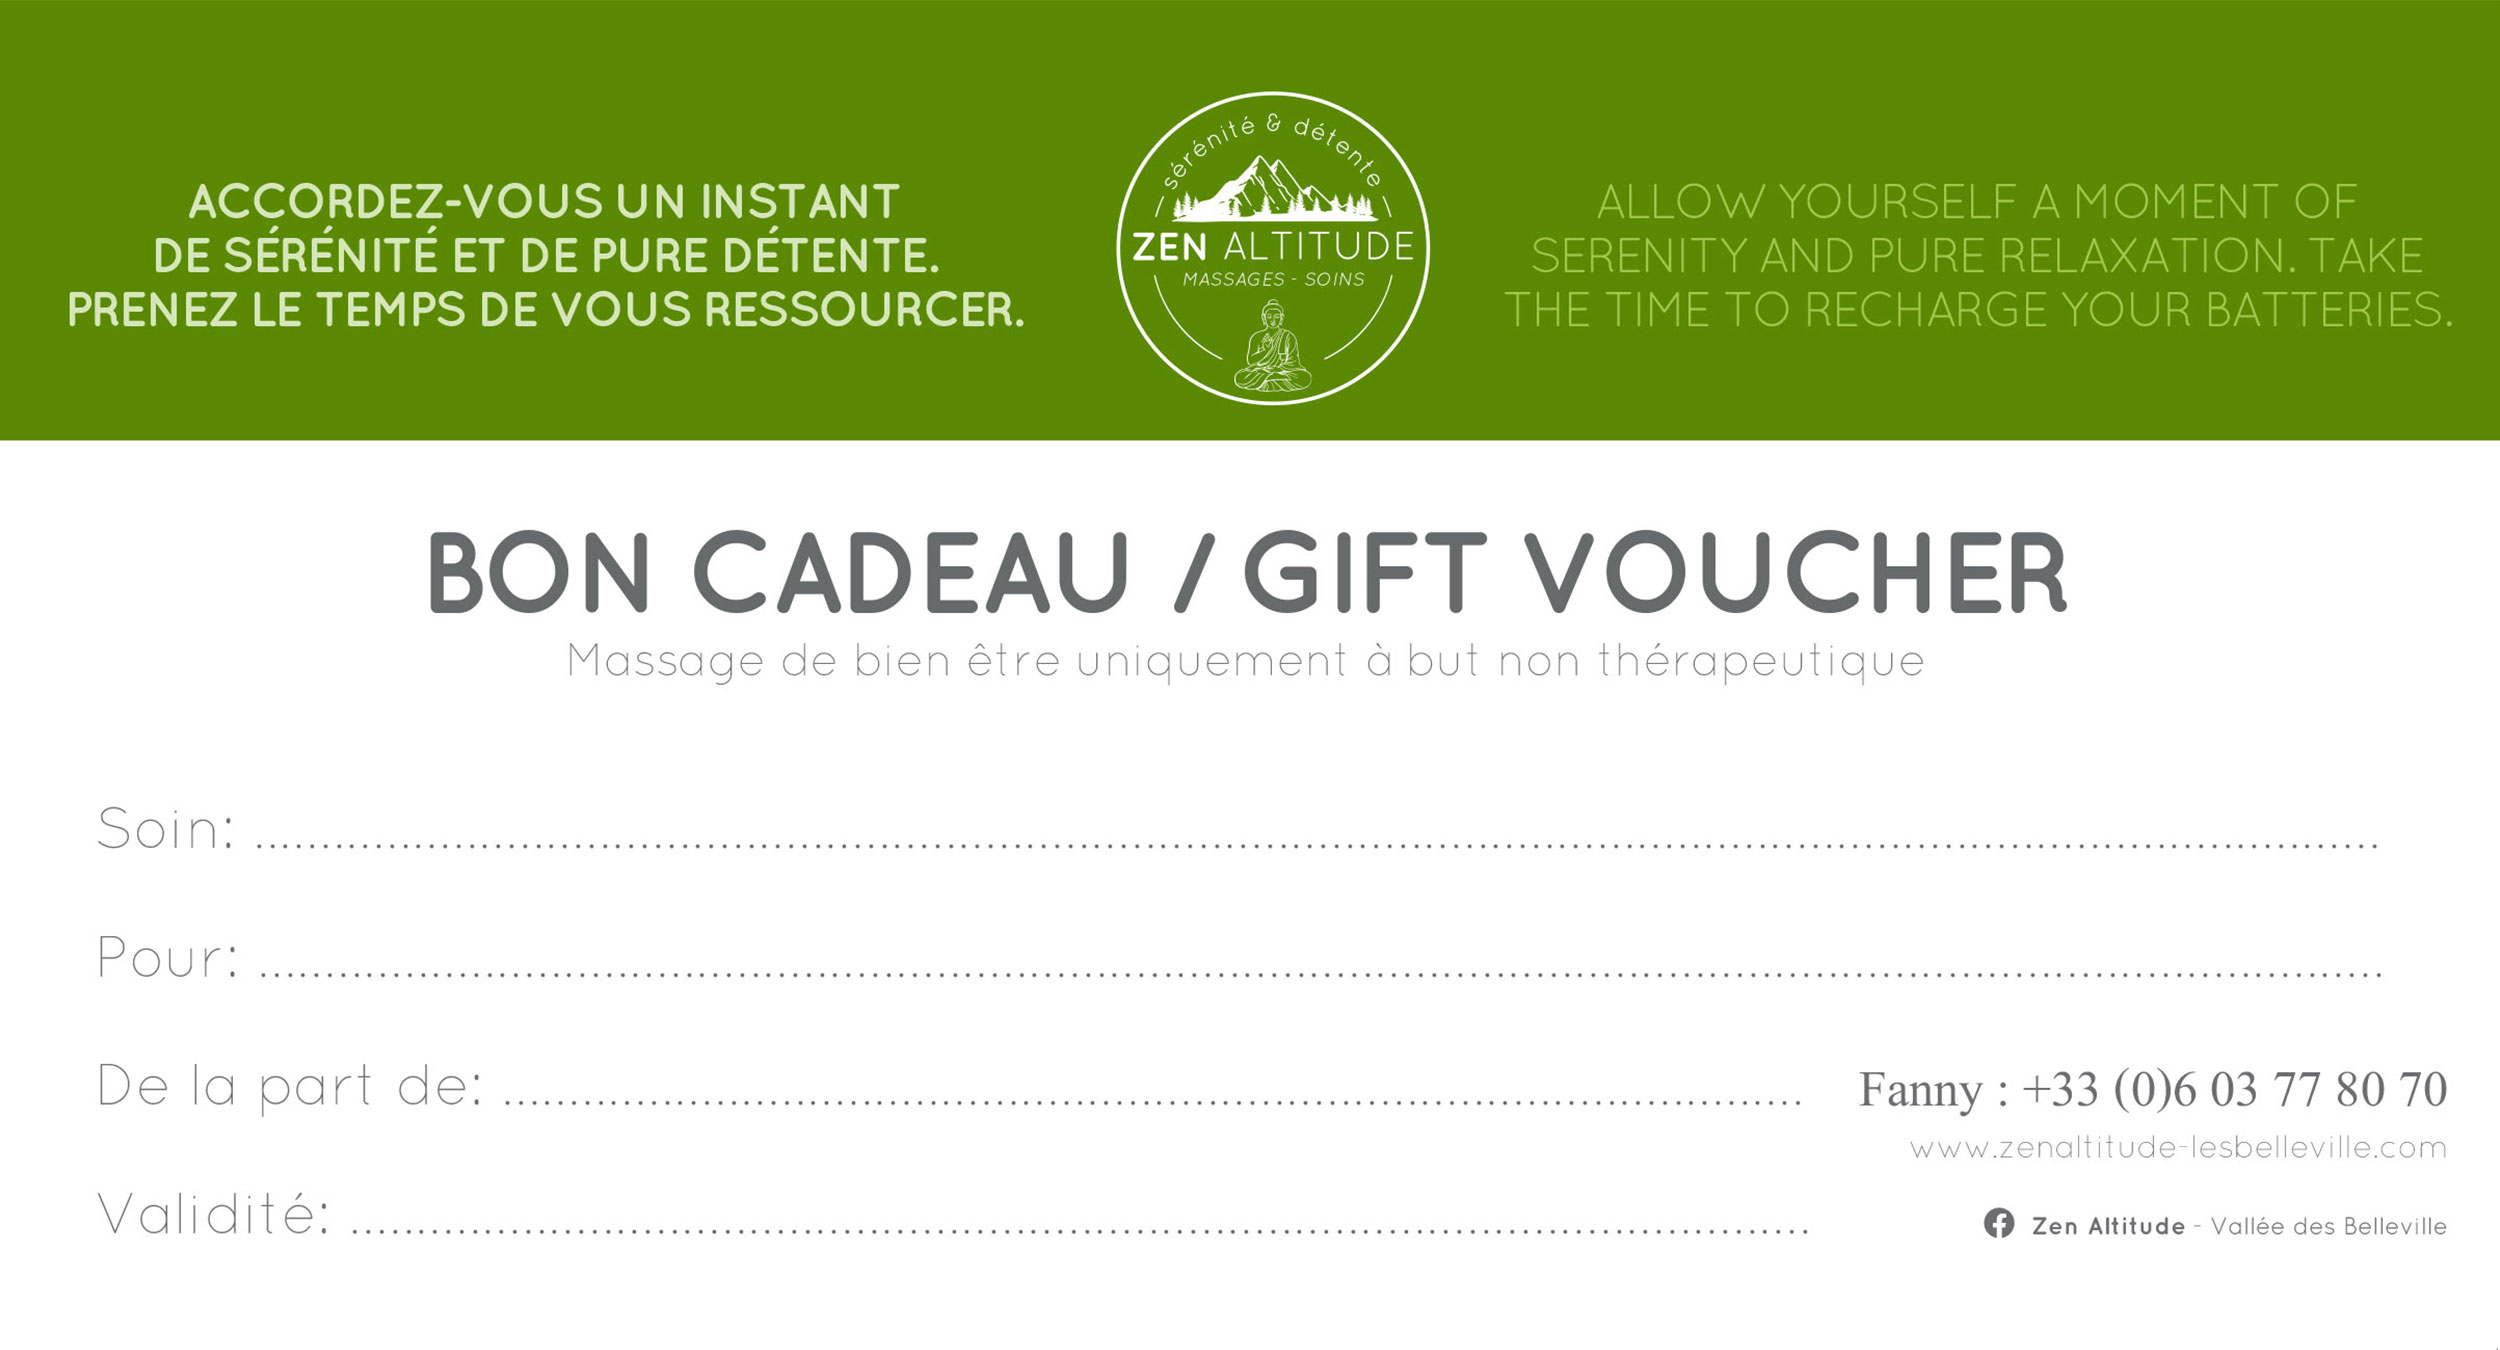 ACCORDEZ-VOUS UN INSTANT
DE SÉRÉNITÉ ET DE PURE DÉTENTE.
PRENEZ LE TEMPS DE VOUS RESSOURCER.
sérénité & détente
ZEN ALTITUDE
MASSAGES - SOINS
ALLOW YOURSELF A MOMENT OF
SERENITY AND PURE RELAXATION. TAKE
THE TIME TO RECHARGE YOUR BATTERIES.
BON CADEAU / GIFT VOUCHER
Massage de bien être uniquement à but non thérapeutique
Soin:
Pour:
De la part de:
Fanny : +33 (0)6 03 77 80 70
www.zenaltitude-lesbelleville.com
Validité:
Zen Altitude - Vallée des Belleville